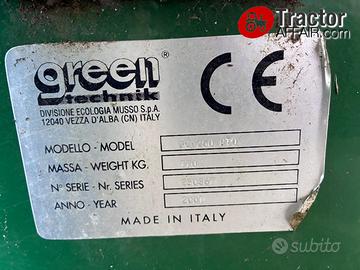 Tractor
AFFAIR.COM
green®
technik
DIVISIONE ECOLOGIA MUSSO S.p.A.
12040 VEZZA D'ALBA (CN) ITALY
CE
MODELLO - MODEL
MASSA - WEIGHT KG.
N° SERIE - Nr. SERIES
ANNO - YEAR
MADE IN ITALY
subito